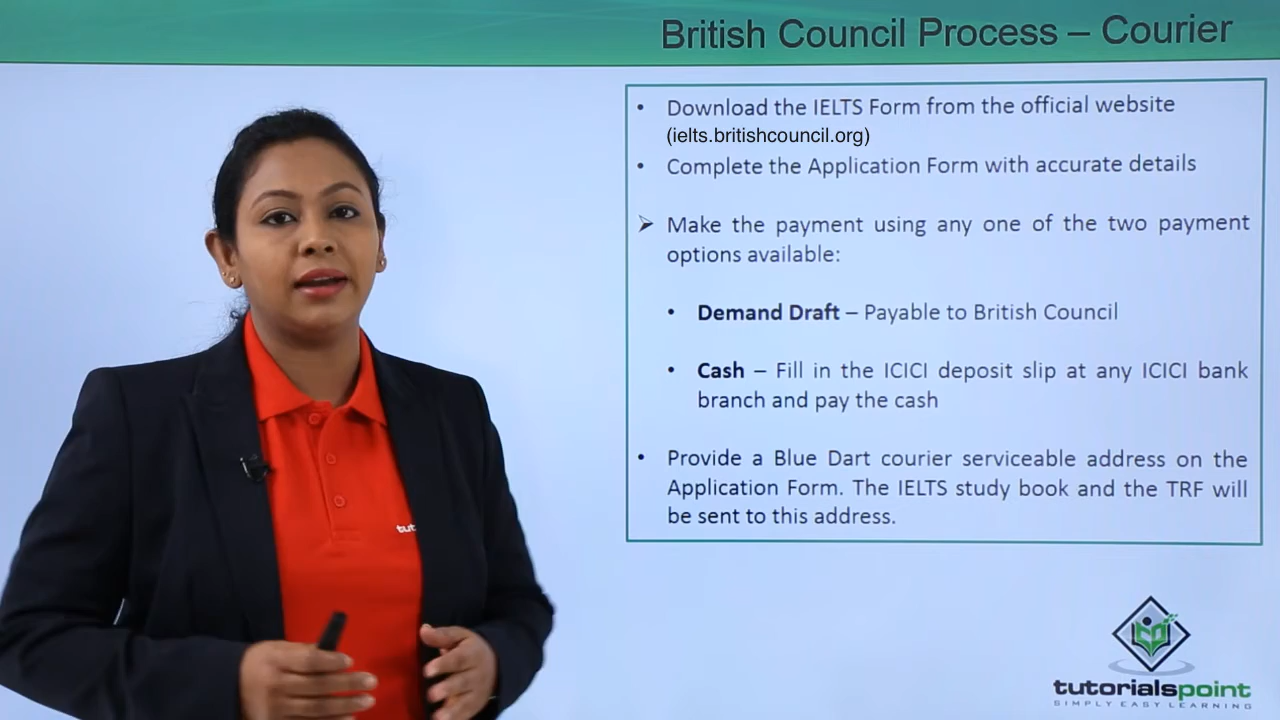 British Council Process – Courier
• Download the IELTS Form from the official website
(ielts.britishcouncil.org)
• Complete the Application Form with accurate details
➢ Make the payment using any one of the two payment
options available:
• Demand Draft – Payable to British Council
• Cash – Fill in the ICICI deposit slip at any ICICI bank
branch and pay the cash
• Provide a Blue Dart courier serviceable address on the
Application Form. The IELTS study book and the TRF will
be sent to this address.
tut
tutorialspoint
SIMPLY EASY LEARNING